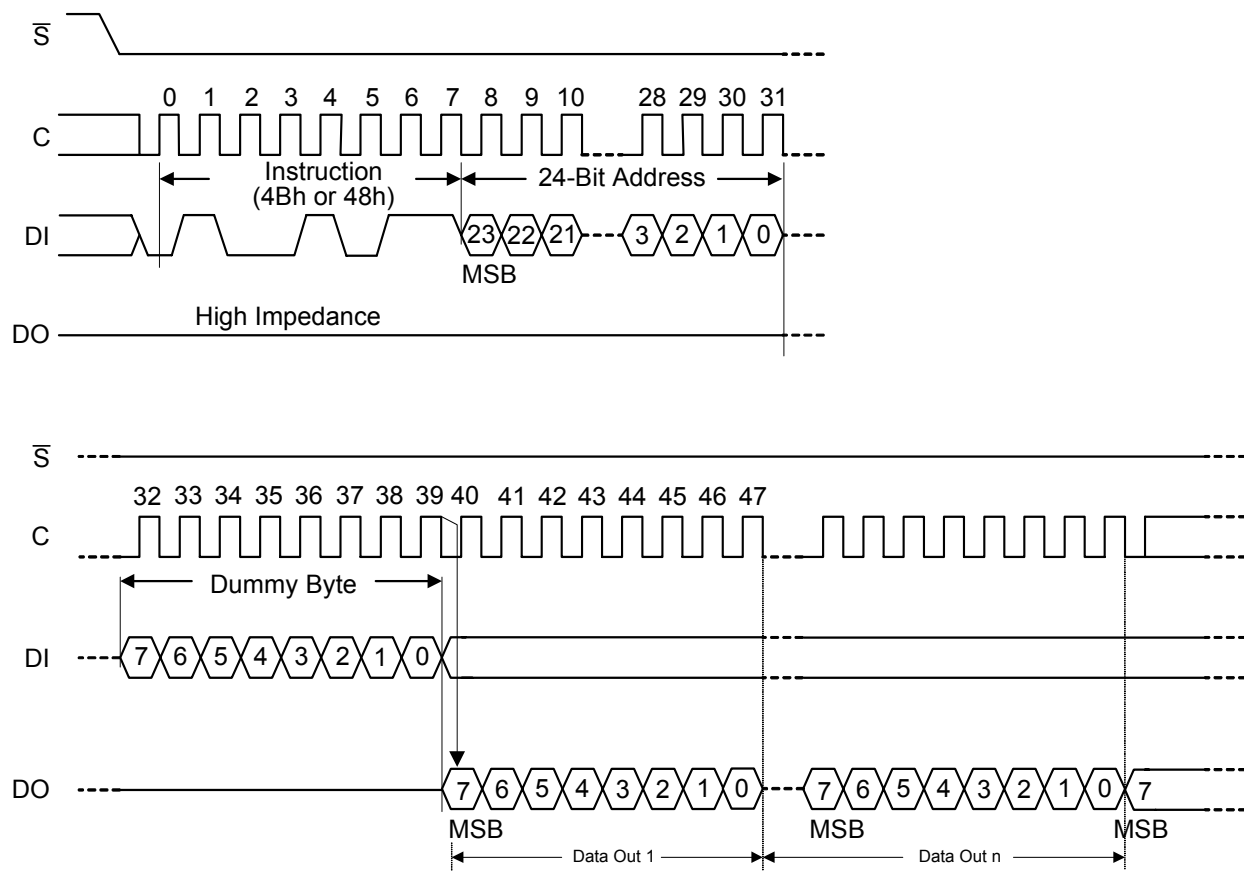 S̅
0 1 2 3 4 5 6 7 8 9 10 28 29 30 31
C
Instruction
(4Bh or 48h)
24-Bit Address
DI
23 22 21 3 2 1 0
MSB
High Impedance
DO
S̅
32 33 34 35 36 37 38 39 40 41 42 43 44 45 46 47
C
Dummy Byte
DI
7 6 5 4 3 2 1 0
DO
7 6 5 4 3 2 1 0 7 6 5 4 3 2 1 0 7
MSB MSB MSB
Data Out 1 Data Out n